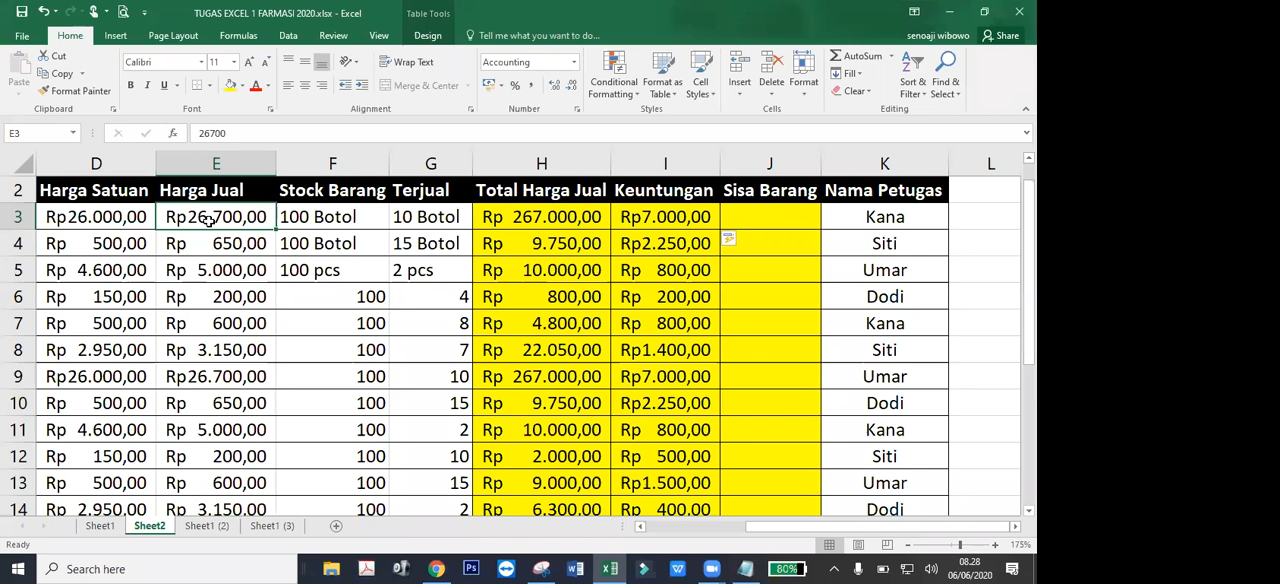 TUGAS EXCEL 1 FARMASI 2020.xlsx - Excel
Table Tools
File Home Insert Page Layout Formulas Data Review View Design Tell me what you want to do... senoaji wibowo Share
Cut
Copy
Format Painter
Paste
Clipboard
Calibri 11
B I U
Font
Wrap Text
Merge & Center
Alignment
Accounting
% ,
Number
Conditional Formatting
Format as Table
Cell Styles
Styles
Insert Delete Format
Cells
AutoSum
Fill
Clear
Sort & Filter
Find & Select
Editing
E3 fx 26700
D E F G H I J K L
2 Harga Satuan Harga Jual Stock Barang Terjual Total Harga Jual Keuntungan Sisa Barang Nama Petugas
3 Rp26.000,00 Rp26.700,00 100 Botol 10 Botol Rp 267.000,00 Rp7.000,00 Kana
4 Rp 500,00 Rp 650,00 100 Botol 15 Botol Rp 9.750,00 Rp2.250,00 Siti
5 Rp 4.600,00 Rp 5.000,00 100 pcs 2 pcs Rp 10.000,00 Rp 800,00 Umar
6 Rp 150,00 Rp 200,00 100 4 Rp 800,00 Rp 200,00 Dodi
7 Rp 500,00 Rp 600,00 100 8 Rp 4.800,00 Rp 800,00 Kana
8 Rp 2.950,00 Rp 3.150,00 100 7 Rp 22.050,00 Rp1.400,00 Siti
9 Rp26.000,00 Rp26.700,00 100 10 Rp 267.000,00 Rp7.000,00 Umar
10 Rp 500,00 Rp 650,00 100 15 Rp 9.750,00 Rp2.250,00 Dodi
11 Rp 4.600,00 Rp 5.000,00 100 2 Rp 10.000,00 Rp 800,00 Kana
12 Rp 150,00 Rp 200,00 100 10 Rp 2.000,00 Rp 500,00 Siti
13 Rp 500,00 Rp 600,00 100 15 Rp 9.000,00 Rp1.500,00 Umar
14 Rp 2.950,00 Rp 3.150,00 100 2 Rp 6.300,00 Rp 400,00 Dodi
Sheet1 Sheet2 Sheet1 (2) Sheet1 (3)
Ready 175%
Search here 80% 08.28
06/06/2020